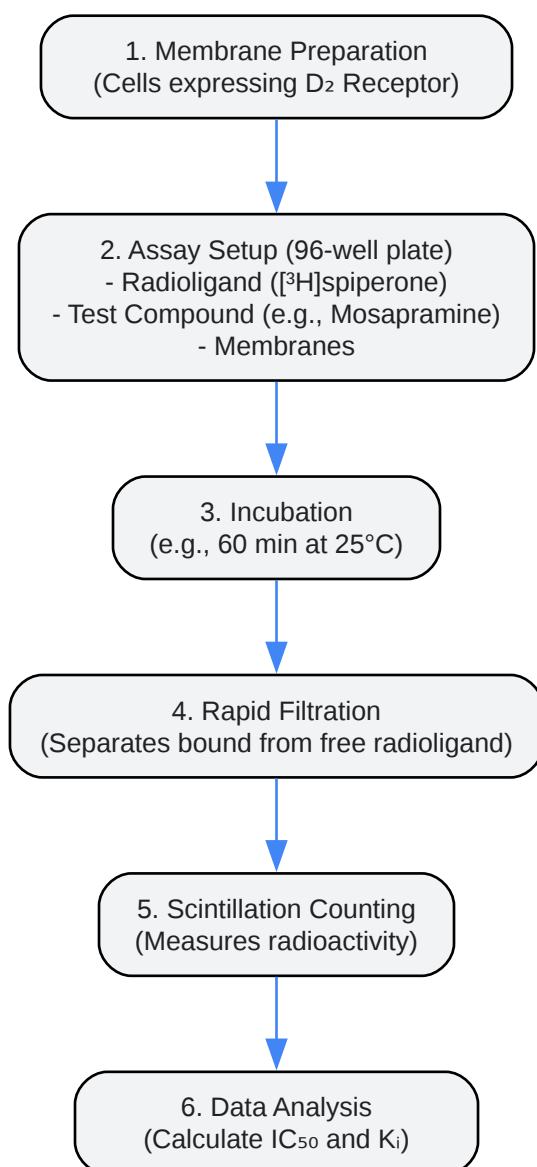 1. Membrane Preparation
(Cells expressing D₂ Receptor)
2. Assay Setup (96-well plate)
- Radioligand ([³H]spiperone)
- Test Compound (e.g., Mosapramine)
- Membranes
3. Incubation
(e.g., 60 min at 25°C)
4. Rapid Filtration
(Separates bound from free radioligand)
5. Scintillation Counting
(Measures radioactivity)
6. Data Analysis
(Calculate IC₅₀ and Kᵢ)